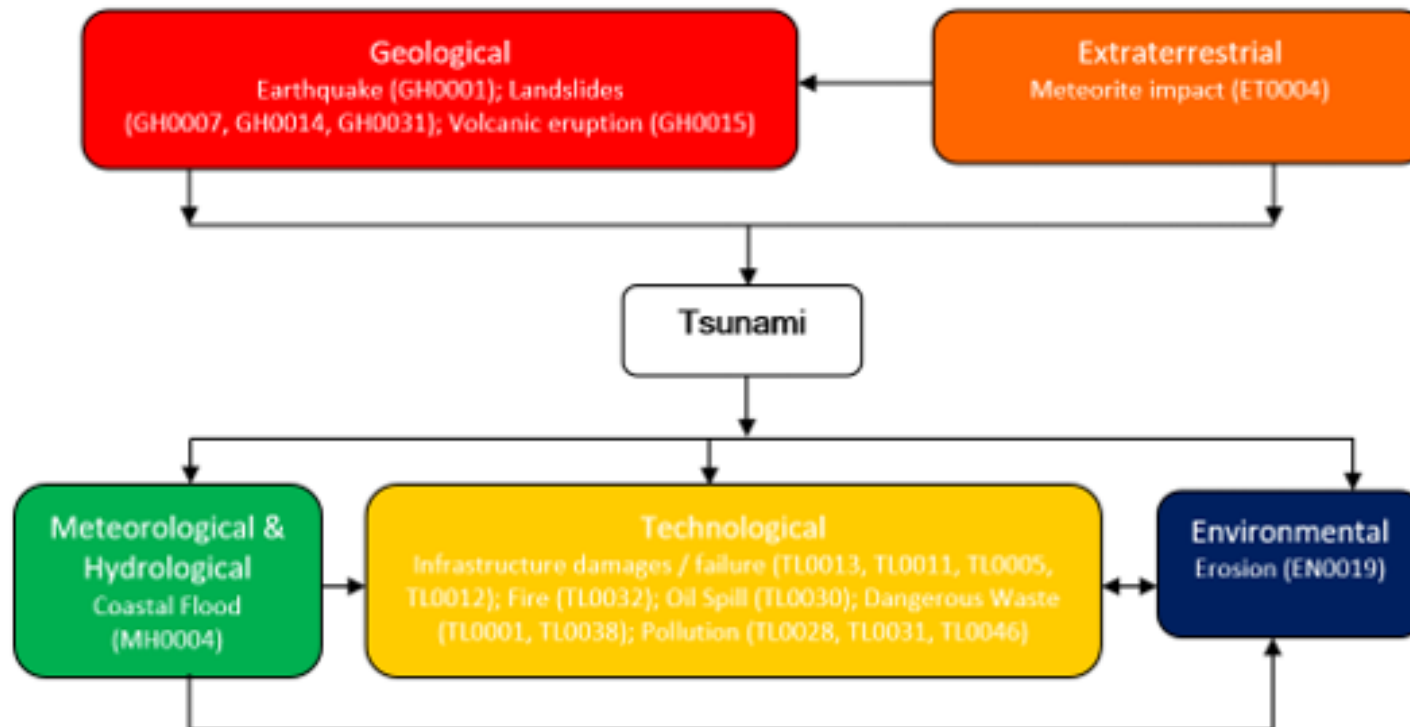 Geological
Earthquake (GH0001); Landslides
(GH0007, GH0014, GH0031); Volcanic eruption (GH0015)
Extraterrestrial
Meteorite impact (ET0004)
Tsunami
Meteorological &
Hydrological
Coastal Flood
(MH0004)
Technological
Infrastructure damages / failure (TL0013, TL0011, TL0005,
TL0012); Fire (TL0032); Oil Spill (TL0030); Dangerous Waste
(TL0001, TL0038); Pollution (TL0028, TL0031, TL0046)
Environmental
Erosion (EN0019)